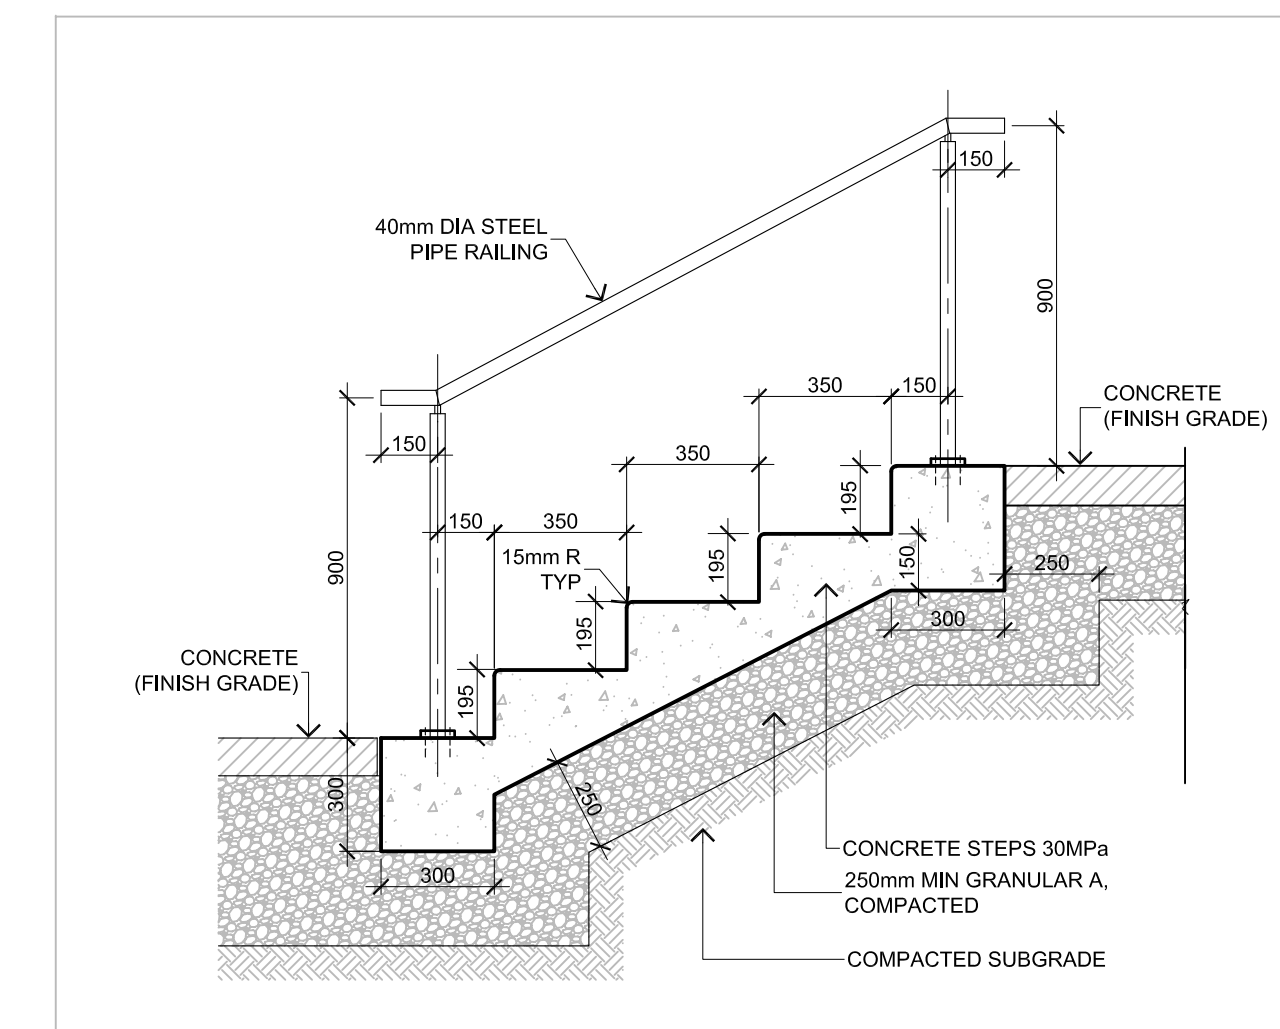 150
40mm DIA STEEL
PIPE RAILING
900
350
150
CONCRETE
(FINISH GRADE)
150
350
195
150
350
15mm R
TYP
195
150
250
900
195
300
CONCRETE
(FINISH GRADE)
195
300
250
CONCRETE STEPS 30MPa
300
250mm MIN GRANULAR A,
COMPACTED
COMPACTED SUBGRADE